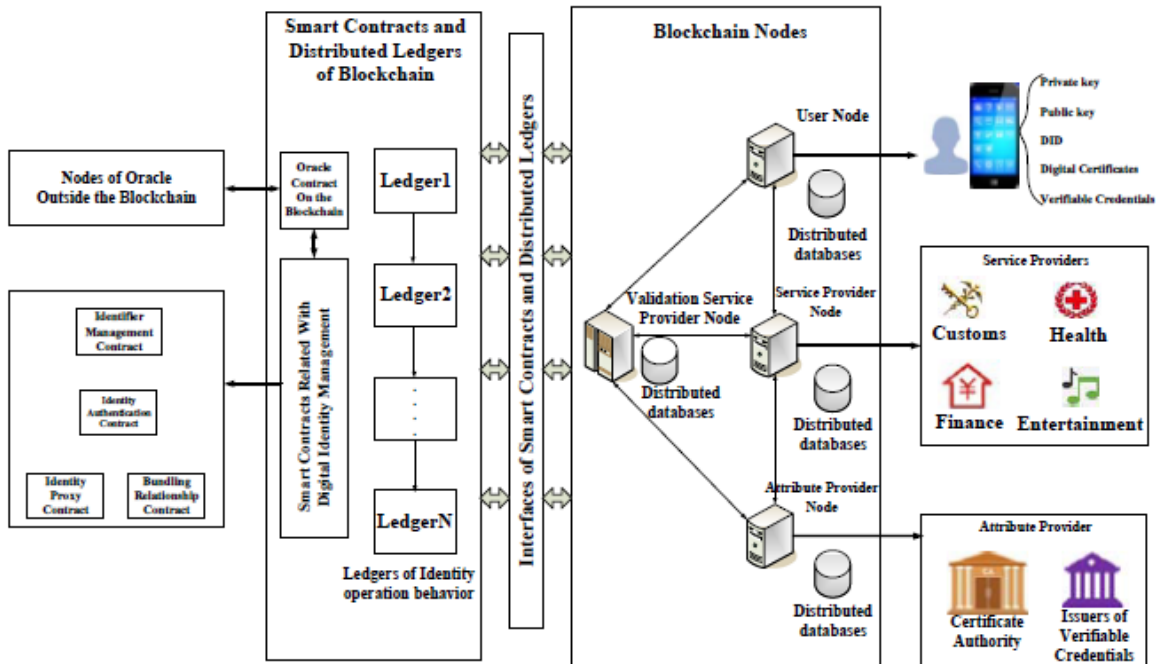 Smart Contracts and
Distributed Ledgers
of Blockchain
Nodes of Oracle
Outside the Blockchain
Oracle
Contract
On the
Blockchain
Identifier
Management
Contract
Identity
Authentication
Contract
Identity
Proxy
Contract
Bundling
Relationship
Contract
Smart Contracts Related With
Digital Identity Management
Ledger1
Ledger2
.
.
.
.
LedgerN
Ledgers of Identity
operation behavior
Interfaces of Smart Contracts and Distributed Ledgers
Blockchain Nodes
User Node
Distributed
databases
Validation Service
Provider Node
Distributed
databases
Service Provider
Node
Distributed
databases
Attribute Provider
Node
Distributed
databases
Private key
Public key
DID
Digital Certificates
Verifiable Credentials
Service Providers
Customs
Health
¥
Finance
Entertainment
Attribute Provider
CA
Certificate
Authority
Issuers of
Verifiable
Credentials